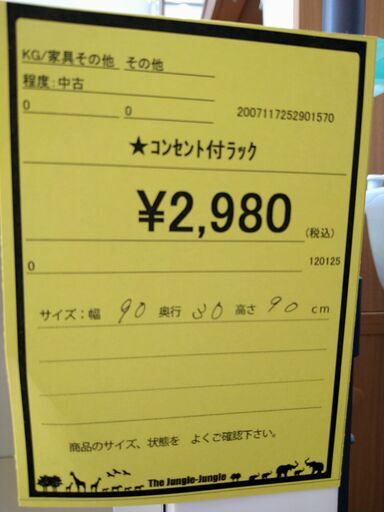 KG/家具その他 その他
程度:中古
0 0 2007117252901570
★コンセント付ラック
¥2,980
(税込)
0 120125
サイズ:幅 90 奥行 30 高さ 90 cm
商品のサイズ、状態を よくご確認下さい。
The Jungle-Jungle